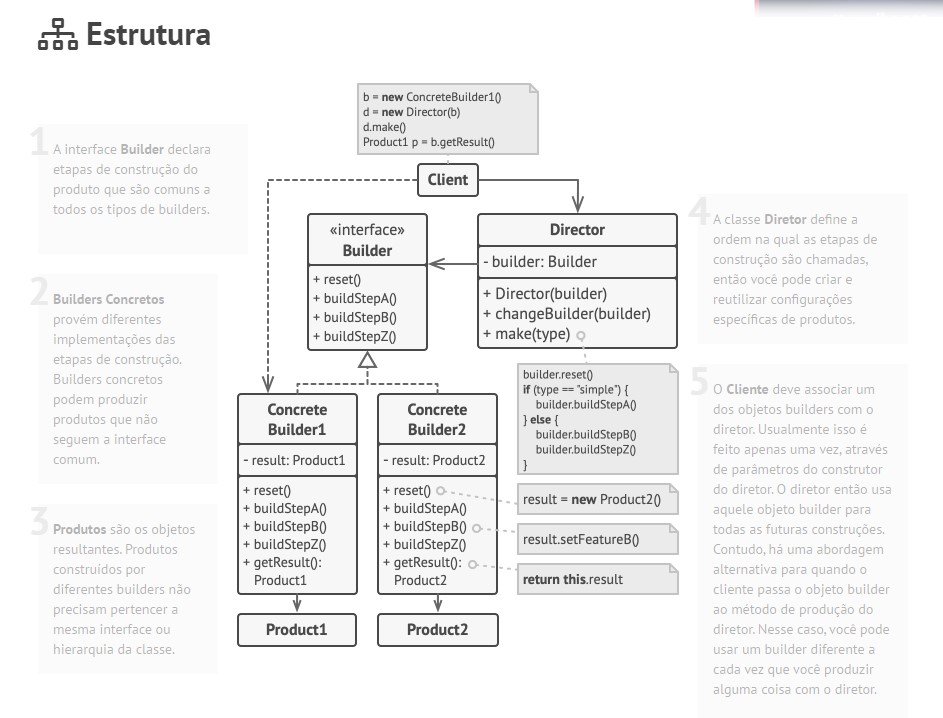 Estrutura
b = new ConcreteBuilder1()
d = new Director(b)
d.make()
Product1 p = b.getResult()
Client
1
A interface Builder declara
etapas de construção do
produto que são comuns a
todos os tipos de builders.
2
Builders Concretos
provém diferentes
implementações das
etapas de construção.
Builders concretos
podem produzir
produtos que não
seguem a interface
comum.
3
Produtos são os objetos
resultantes. Produtos
construídos por
diferentes builders não
precisam pertencer a
mesma interface ou
hierarquia da classe.
«interface»
Builder
+ reset()
+ buildStepA()
+ buildStepB()
+ buildStepZ()
Director
- builder: Builder
+ Director(builder)
+ changeBuilder(builder)
+ make(type)
builder.reset()
if (type == "simple") {
builder.buildStepA()
} else {
builder.buildStepB()
builder.buildStepZ()
}
Concrete
Builder1
- result: Product1
+ reset()
+ buildStepA()
+ buildStepB()
+ buildStepZ()
+ getResult():
Product1
Concrete
Builder2
- result: Product2
+ reset()
+ buildStepA()
+ buildStepB()
+ buildStepZ()
+ getResult():
Product2
result = new Product2()
result.setFeatureB()
return this.result
Product1
Product2
4
A classe Diretor define a
ordem na qual as etapas de
construção são chamadas,
então você pode criar e
reutilizar configurações
específicas de produtos.
5
O Cliente deve associar um
dos objetos builders com o
diretor. Usualmente isso é
feito apenas uma vez, através
de parâmetros do construtor
do diretor. O diretor então usa
aquele objeto builder para
todas as futuras construções.
Contudo, há uma abordagem
alternativa para quando o
cliente passa o objeto builder
ao método de produção do
diretor. Nesse caso, você pode
usar um builder diferente a
cada vez que você produzir
alguma coisa com o diretor.